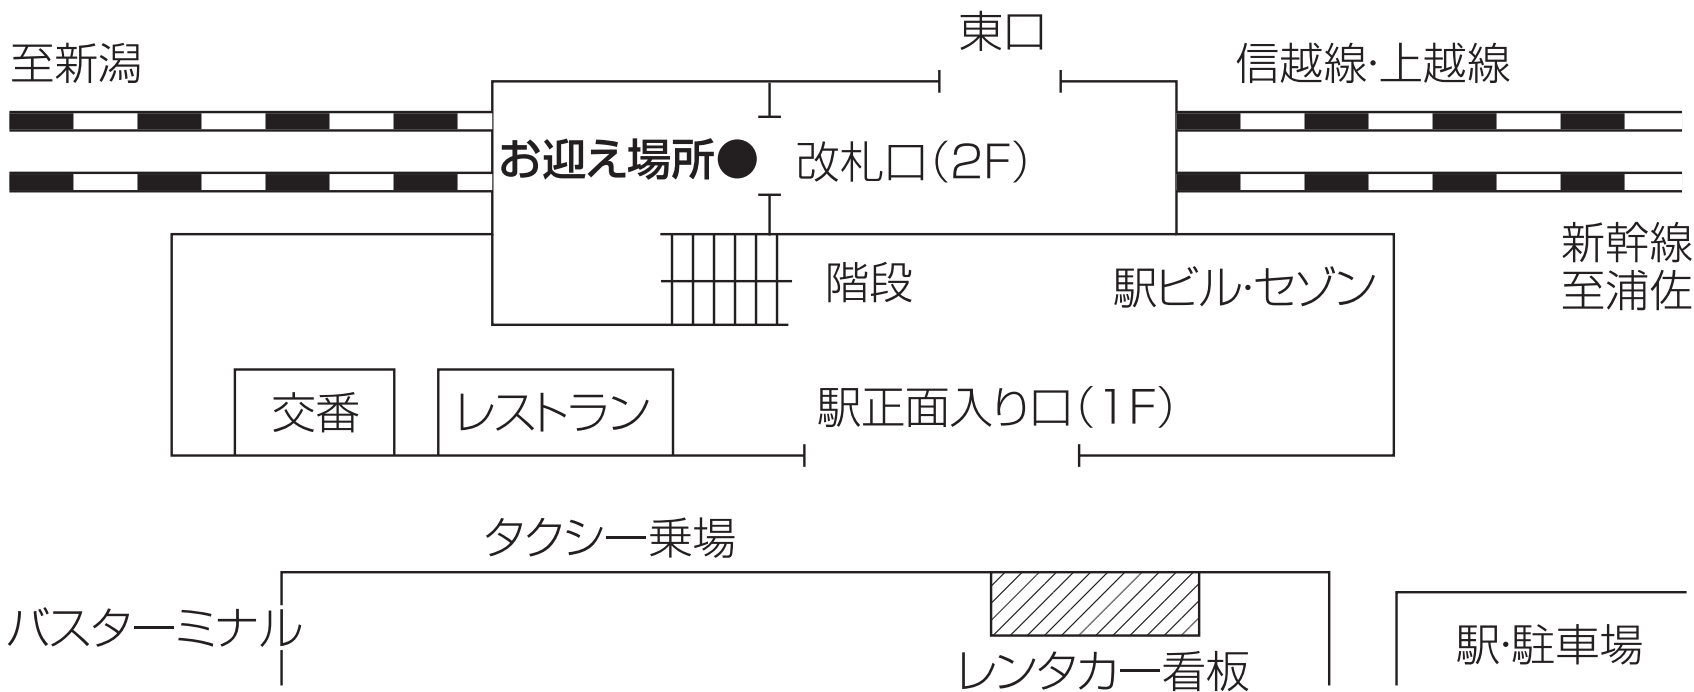 東口
至新潟
信越線・上越線
お迎え場所
改札口(2F)
新幹線
至浦佐
階段
駅ビル・セゾン
交番
レストラン
駅正面入り口(1F)
タクシー乗場
バスターミナル
レンタカー看板
駅・駐車場